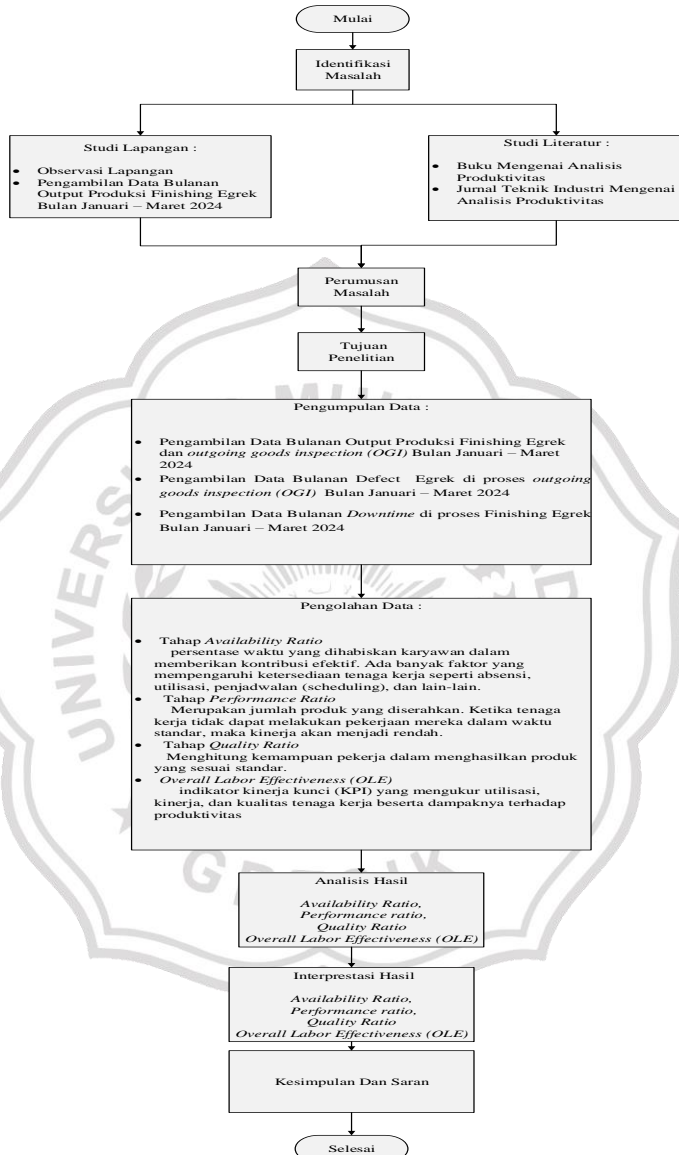 Mulai
Identifikasi
Masalah
Studi Lapangan :
• Observasi Lapangan
• Pengambilan Data Bulanan
Output Produksi Finishing Egrek
Bulan Januari – Maret 2024
Studi Literatur :
• Buku Mengenai Analisis
Produktivitas
• Jurnal Teknik Industri Mengenai
Analisis Produktivitas
Perumusan
Masalah
Tujuan
Penelitian
Pengumpulan Data :
• Pengambilan Data Bulanan Output Produksi Finishing Egrek
dan outgoing goods inspection (OGI) Bulan Januari – Maret
2024
• Pengambilan Data Bulanan Defect Egrek di proses outgoing
goods inspection (OGI) Bulan Januari – Maret 2024
• Pengambilan Data Bulanan Downtime di proses Finishing Egrek
Bulan Januari – Maret 2024
Pengolahan Data :
• Tahap Availability Ratio
persentase waktu yang dihabiskan karyawan dalam
memberikan kontribusi efektif. Ada banyak faktor yang
mempengaruhi ketersediaan tenaga kerja seperti absensi,
utilisasi, penjadwalan (scheduling), dan lain-lain.
• Tahap Performance Ratio
Merupakan jumlah produk yang diserahkan. Ketika tenaga
kerja tidak dapat melakukan pekerjaan mereka dalam waktu
standar, maka kinerja akan menjadi rendah.
• Tahap Quality Ratio
Menghitung kemampuan pekerja dalam menghasilkan produk
yang sesuai standar.
• Overall Labor Effectiveness (OLE)
indikator kinerja kunci (KPI) yang mengukur utilisasi,
kinerja, dan kualitas tenaga kerja beserta dampaknya terhadap
produktivitas
Analisis Hasil
Availability Ratio,
Performance ratio,
Quality Ratio
Overall Labor Effectiveness (OLE)
Interprestasi Hasil
Availability Ratio,
Performance ratio,
Quality Ratio
Overall Labor Effectiveness (OLE)
Kesimpulan Dan Saran
Selesai